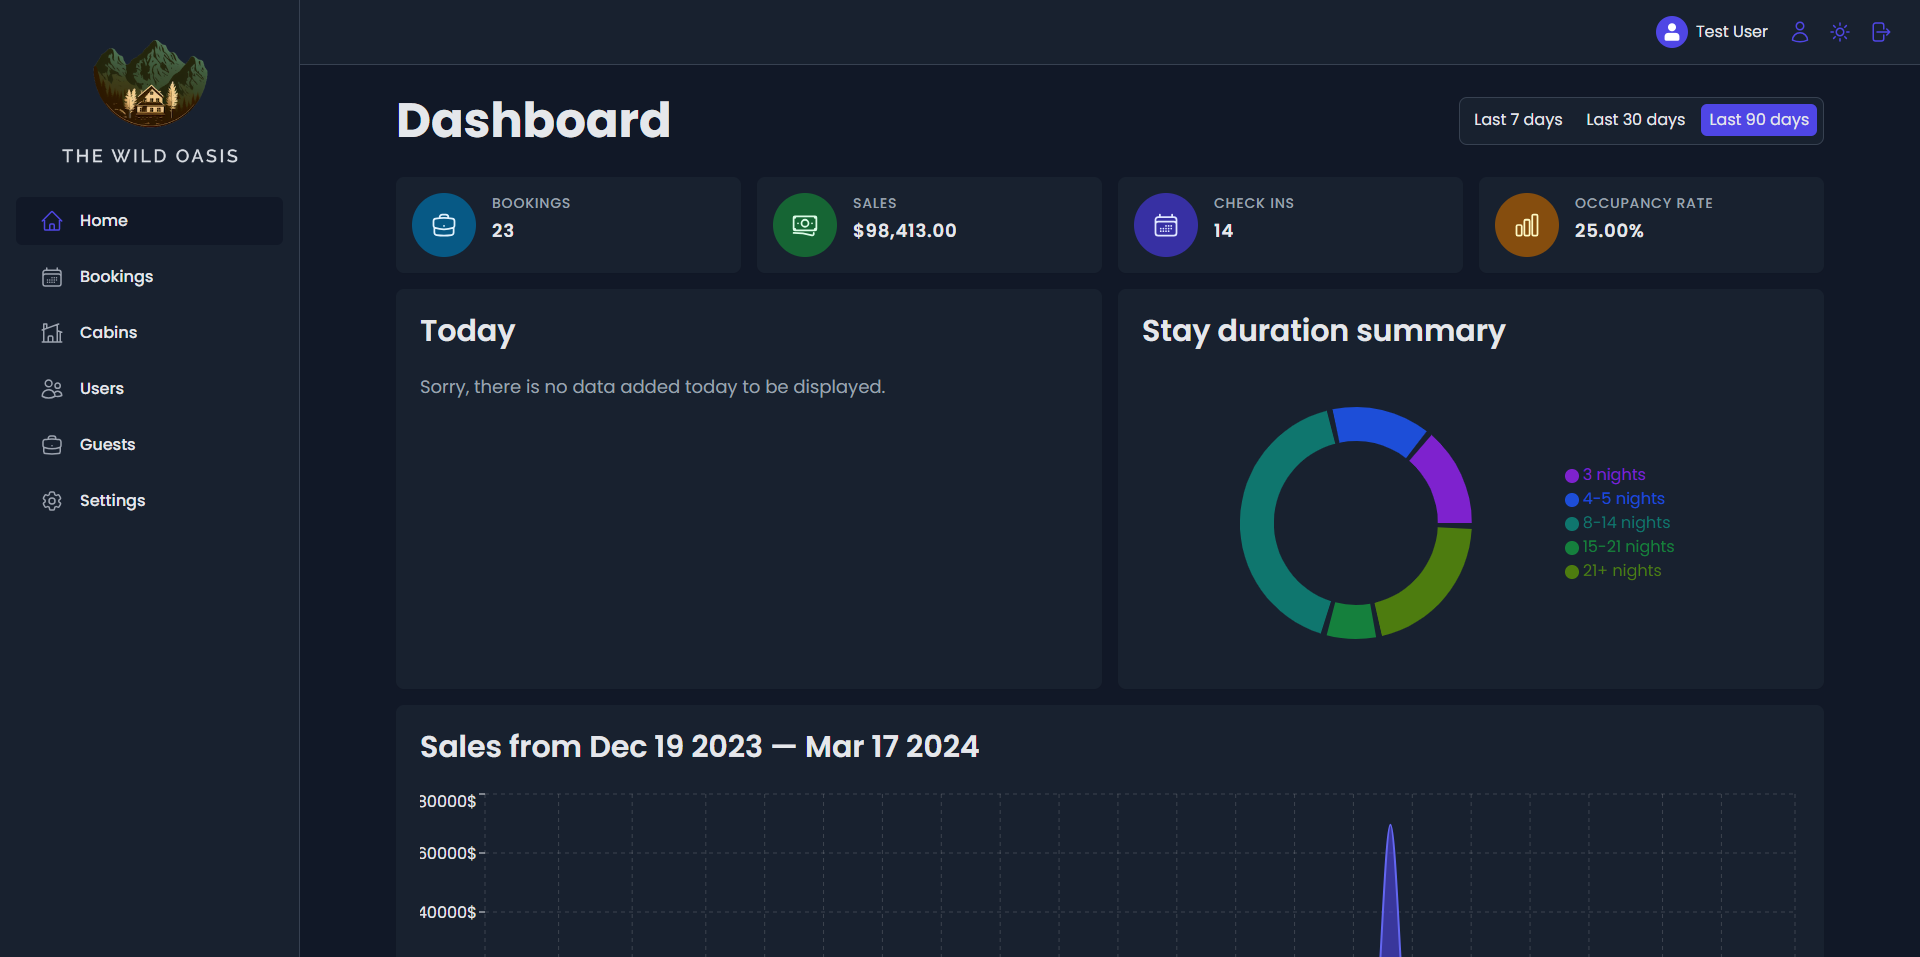 THE WILD OASIS
Home
Bookings
Cabins
Users
Guests
Settings
Test User
Dashboard
Last 7 days Last 30 days Last 90 days
BOOKINGS
23
SALES
$98,413.00
CHECK INS
14
OCCUPANCY RATE
25.00%
Today
Sorry, there is no data added today to be displayed.
Stay duration summary
3 nights
4-5 nights
8-14 nights
15-21 nights
21+ nights
Sales from Dec 19 2023 — Mar 17 2024
80000$
60000$
40000$